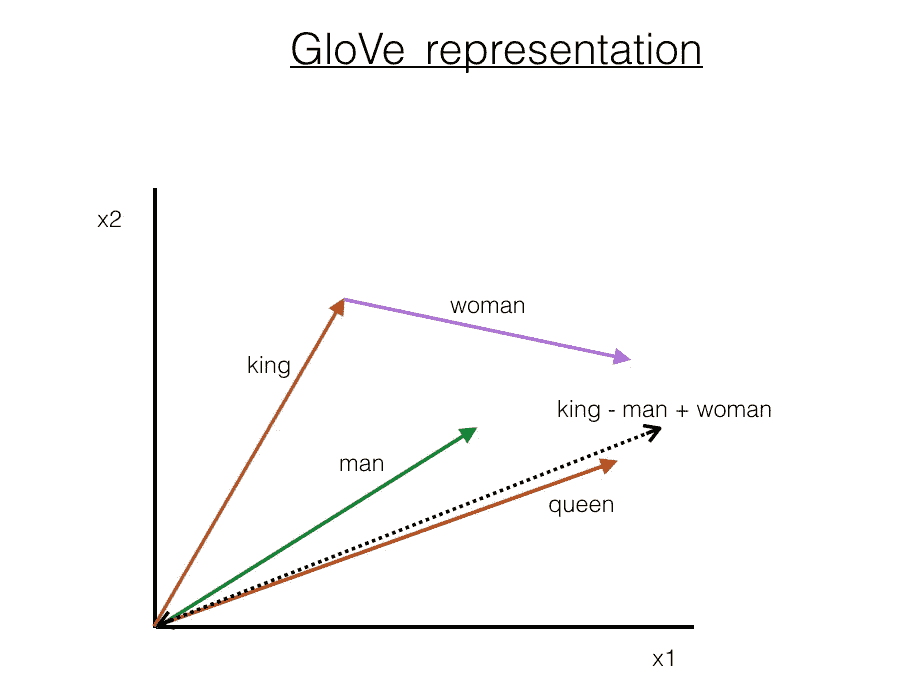 GloVe representation
x2
woman
king
king - man + woman
man
queen
x1